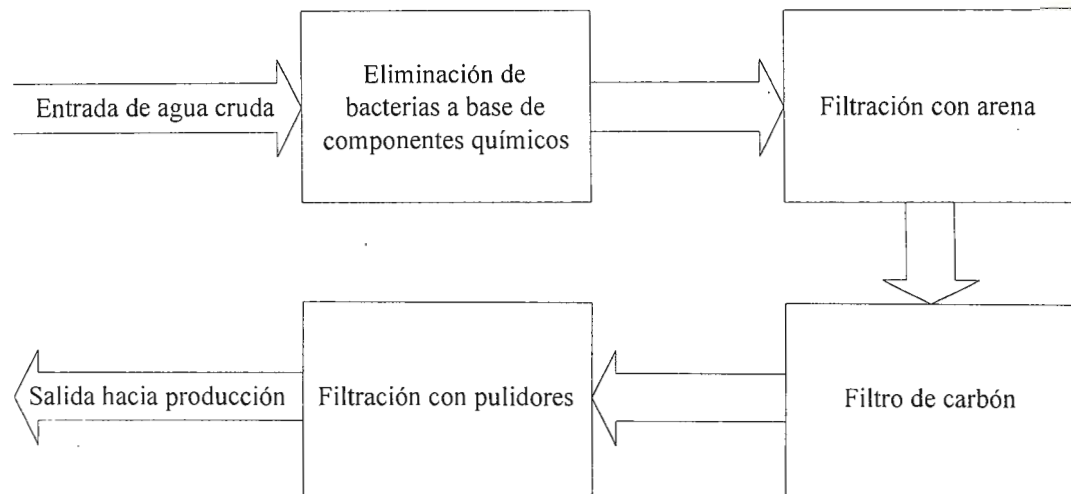 Entrada de agua cruda
Eliminación de
bacterias a base de
componentes químicos
Filtración con arena
Filtro de carbón
Filtración con pulidores
Salida hacia producción